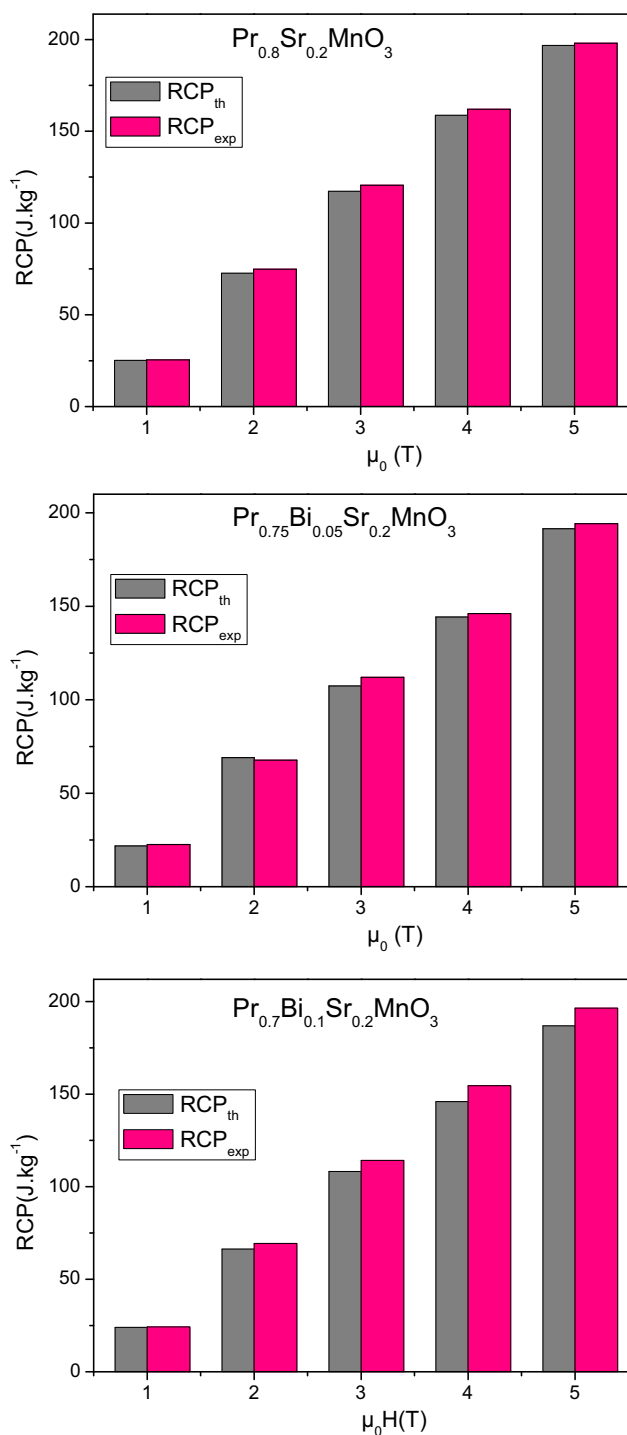 Pr0.8Sr0.2MnO3
RCPth
RCPexp
RCP(J.kg-1)
200
150
100
50
0
1 2 3 4 5
μ0 (T)
Pr0.75Bi0.05Sr0.2MnO3
RCPth
RCPexp
RCP(J.kg-1)
200
150
100
50
0
1 2 3 4 5
μ0 (T)
Pr0.7Bi0.1Sr0.2MnO3
RCPth
RCPexp
RCP(J.kg-1)
200
150
100
50
0
1 2 3 4 5
μ0H(T)